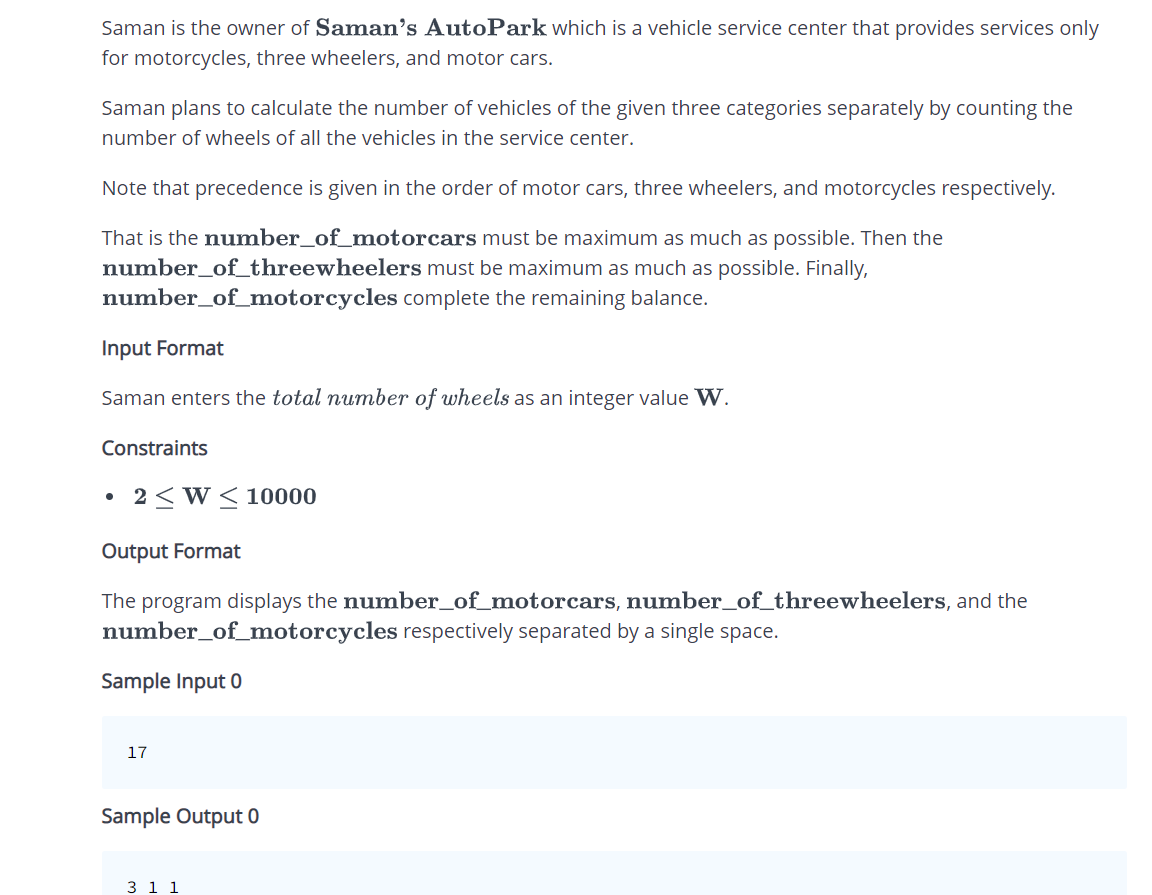 Saman is the owner of Saman’s AutoPark which is a vehicle service center that provides services only
for motorcycles, three wheelers, and motor cars.
Saman plans to calculate the number of vehicles of the given three categories separately by counting the
number of wheels of all the vehicles in the service center.
Note that precedence is given in the order of motor cars, three wheelers, and motorcycles respectively.
That is the number_of_motorcars must be maximum as much as possible. Then the
number_of_threewheelers must be maximum as much as possible. Finally,
number_of_motorcycles complete the remaining balance.
Input Format
Saman enters the total number of wheels as an integer value W.
Constraints
• 2 ≤ W ≤ 10000
Output Format
The program displays the number_of_motorcars, number_of_threewheelers, and the
number_of_motorcycles respectively separated by a single space.
Sample Input 0
17
Sample Output 0
3 1 1